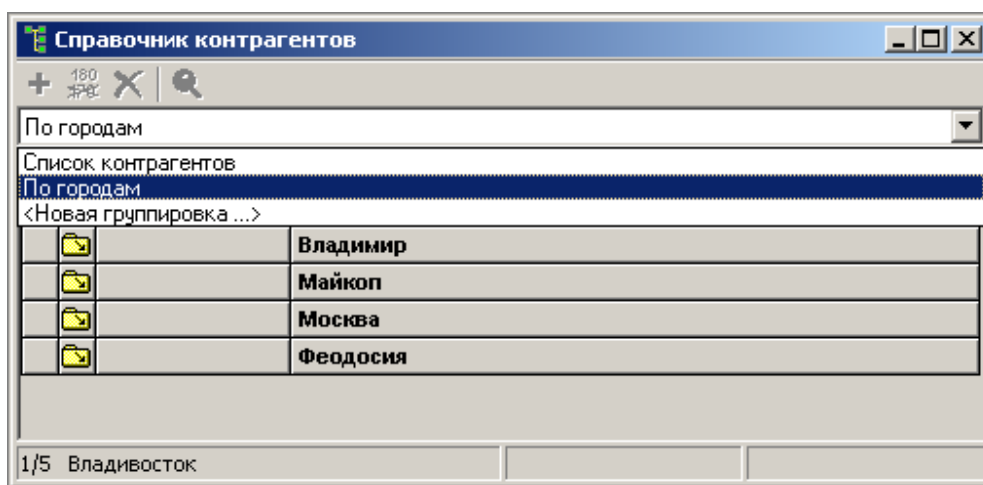 Справочник контрагентов
По городам
Список контрагентов
По городам
<Новая группировка ...>
Владимир
Майкоп
Москва
Феодосия
1/5 Владивосток